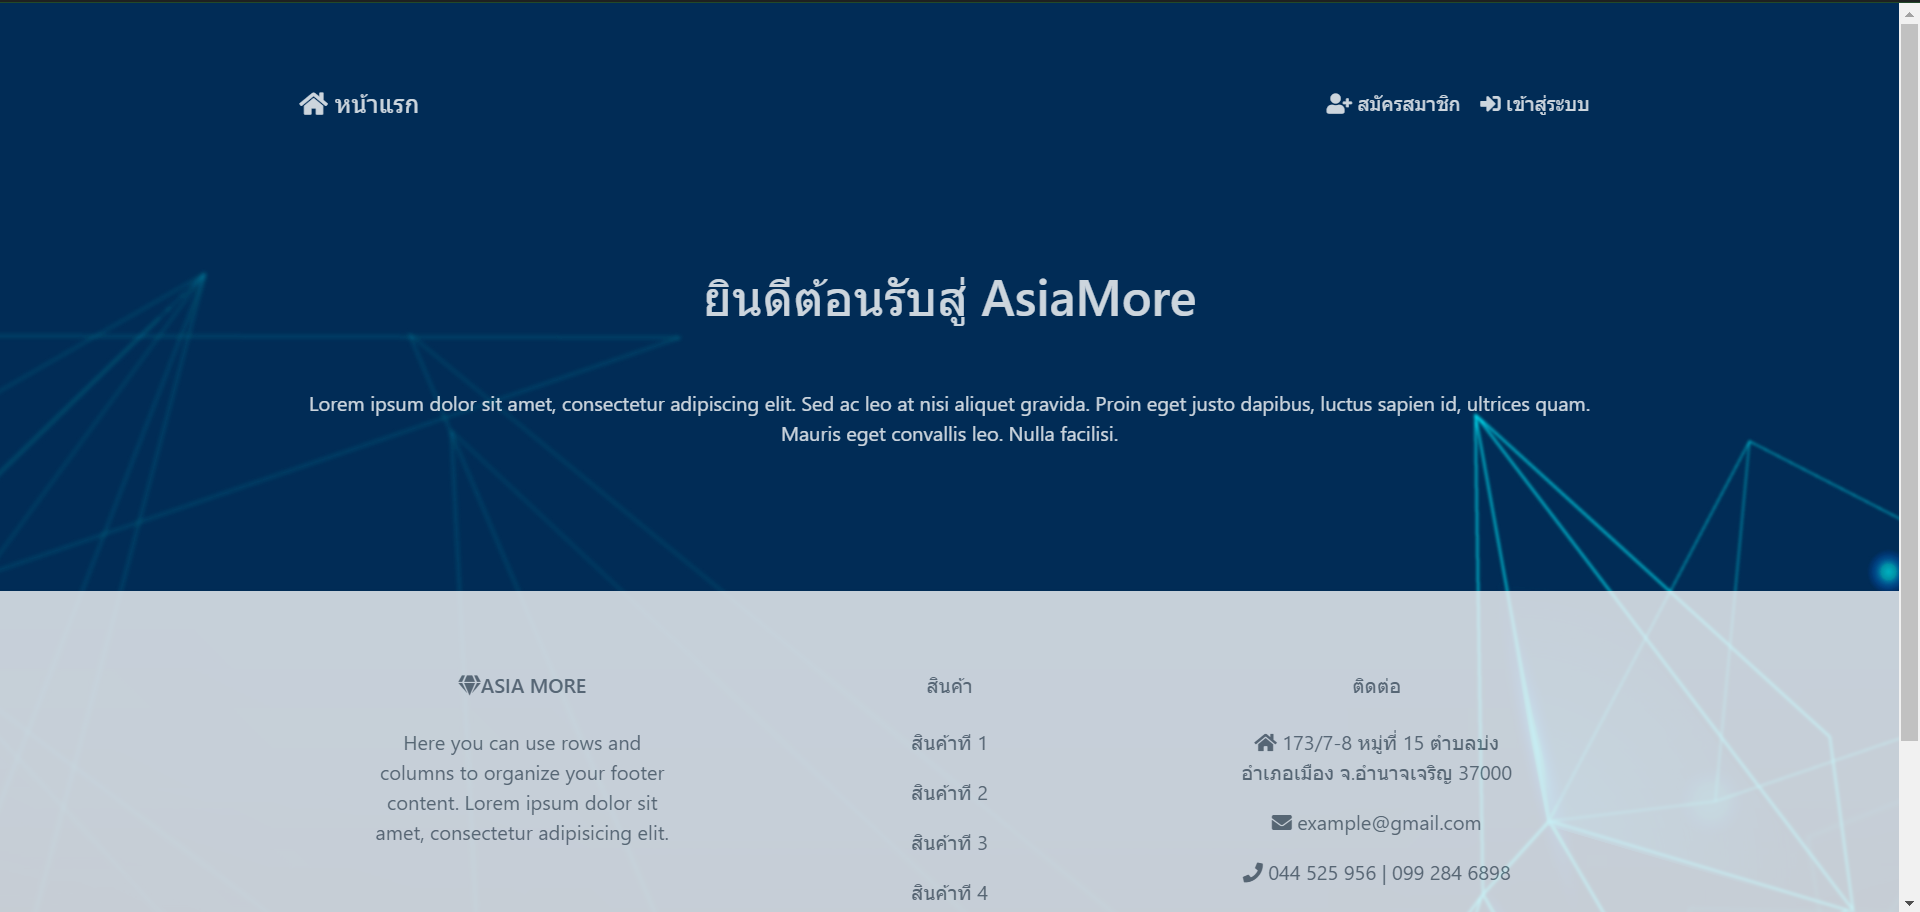 หน้าแรก
สมัครสมาชิก เข้าสู่ระบบ
ยินดีต้อนรับสู่ AsiaMore
Lorem ipsum dolor sit amet, consectetur adipiscing elit. Sed ac leo at nisi aliquet gravida. Proin eget justo dapibus, luctus sapien id, ultrices quam.
Mauris eget convallis leo. Nulla facilisi.
ASIA MORE
Here you can use rows and
columns to organize your footer
content. Lorem ipsum dolor sit
amet, consectetur adipisicing elit.
สินค้า
สินค้าที 1
สินค้าที 2
สินค้าที 3
สินค้าที 4
ติดต่อ
173/7-8 หมู่ที่ 15 ตำบลบ่ง
อำเภอเมือง จ.อำนาจเจริญ 37000
example@gmail.com
044 525 956 | 099 284 6898